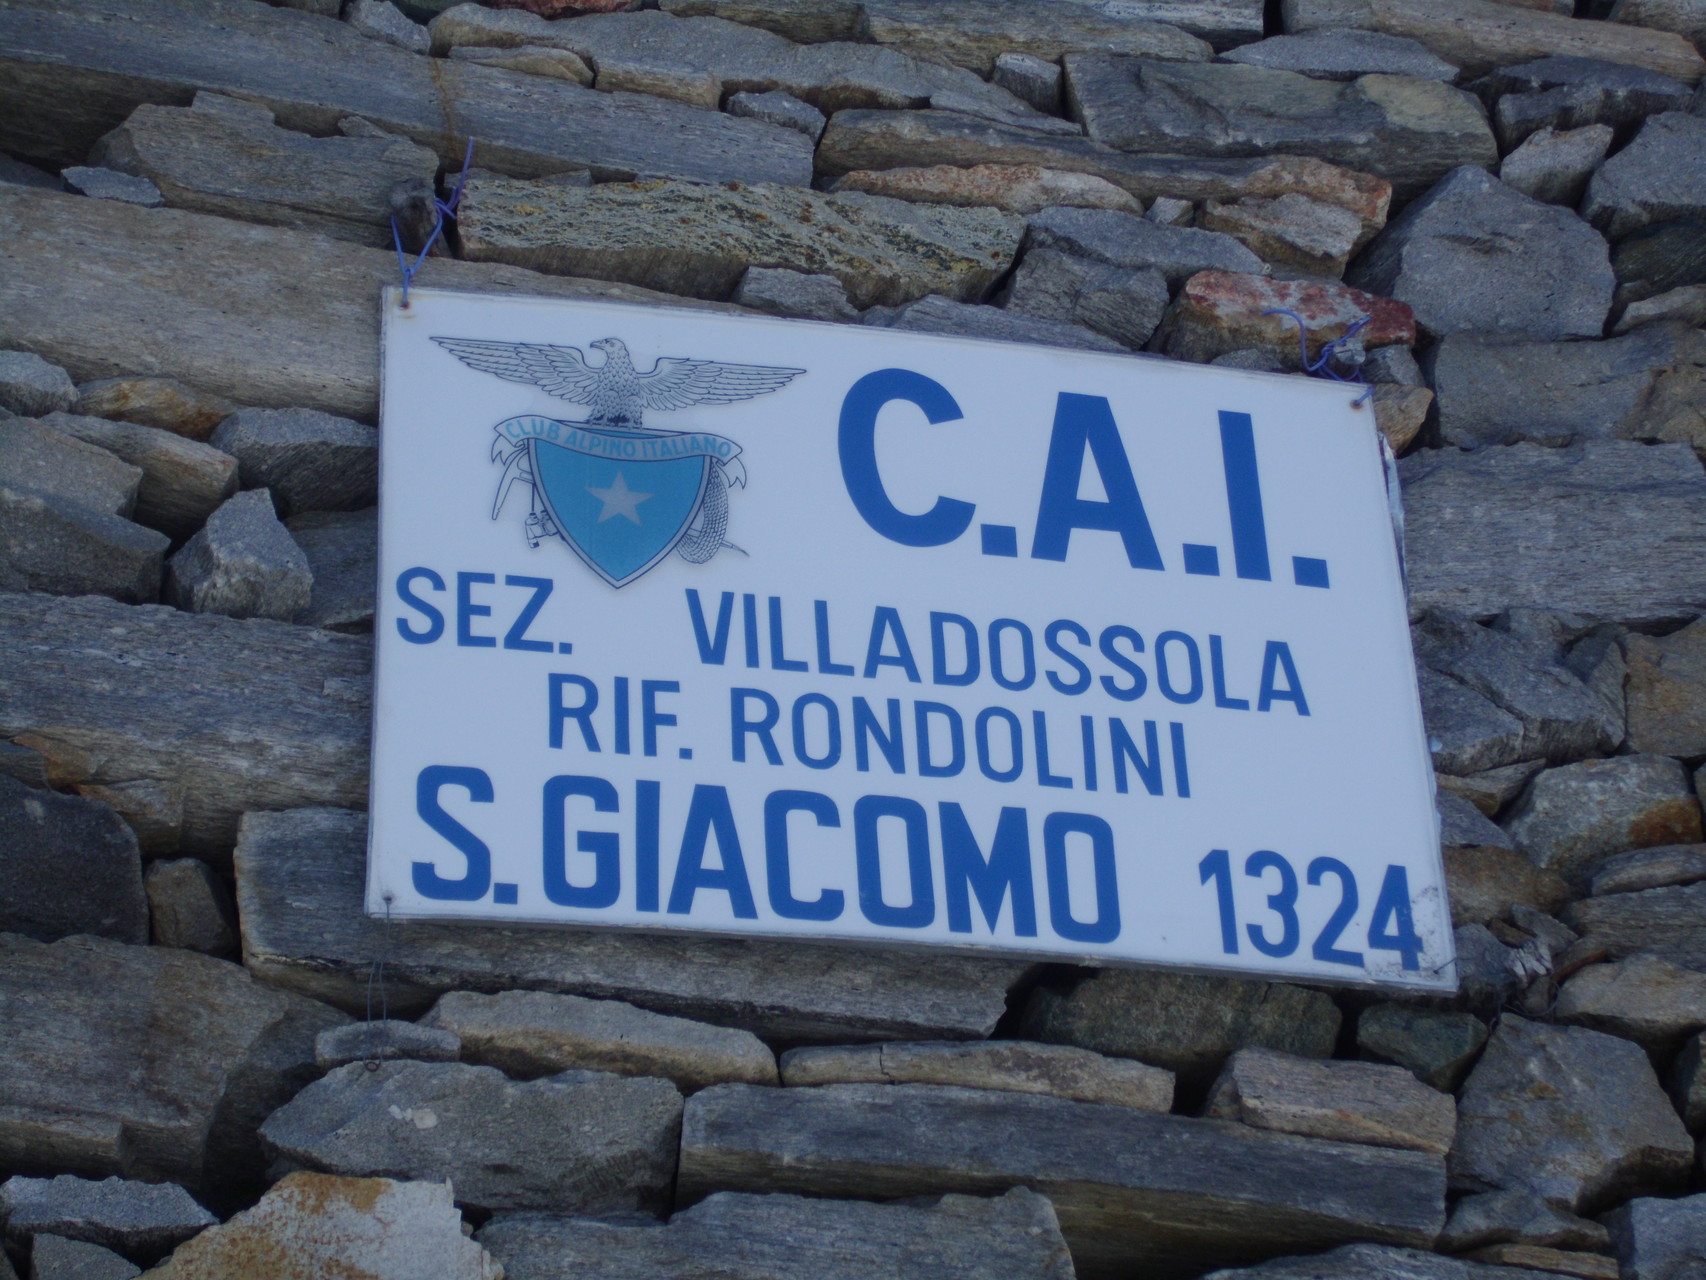 CLUB ALPINO ITALIANO
C.A.I.
SEZ. VILLADOSSOLA
RIF. RONDOLINI
S. GIACOMO 1324